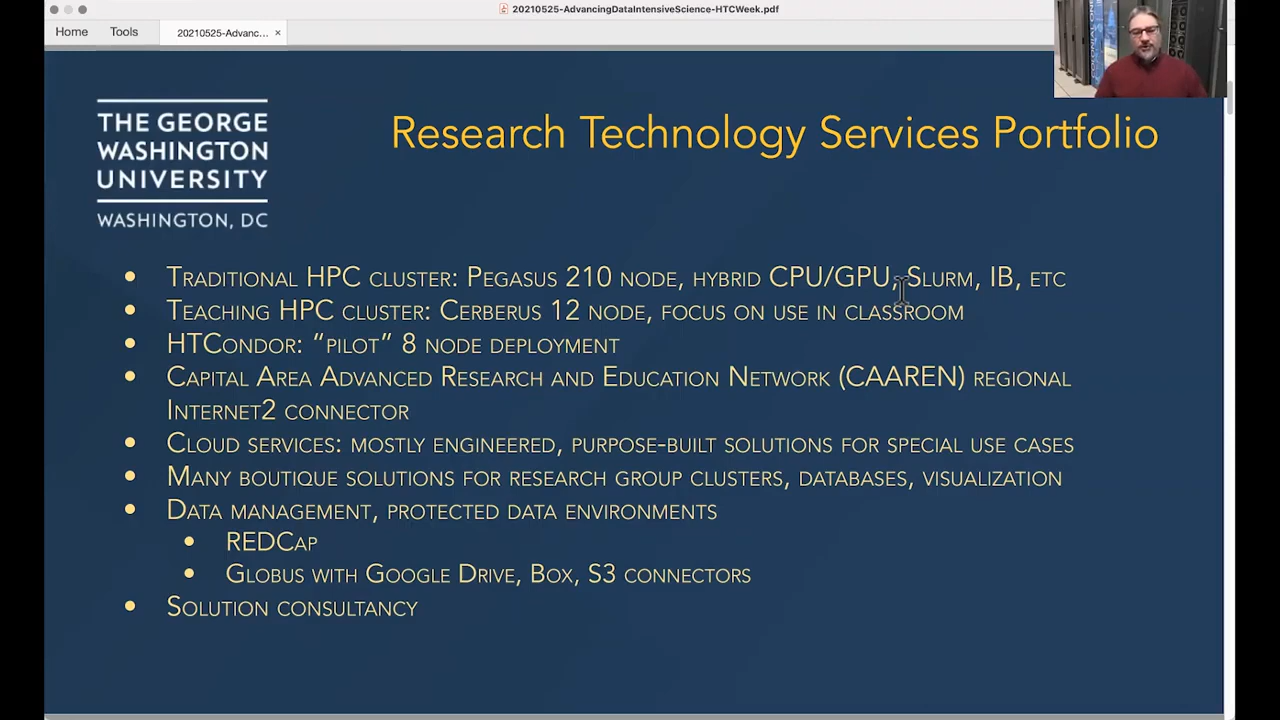 20210525-AdvancingDataIntensiveScience-HTCWeek.pdf
Home Tools 20210525-Advanc... ×
THE GEORGE
WASHINGTON
UNIVERSITY
WASHINGTON, DC
Research Technology Services Portfolio
• Traditional HPC cluster: Pegasus 210 node, hybrid CPU/GPU, Slurm, IB, etc
• Teaching HPC cluster: Cerberus 12 node, focus on use in classroom
• HTCondor: “pilot” 8 node deployment
• Capital Area Advanced Research and Education Network (CAAREN) regional
Internet2 connector
• Cloud services: mostly engineered, purpose-built solutions for special use cases
• Many boutique solutions for research group clusters, databases, visualization
• Data management, protected data environments
• REDCap
• Globus with Google Drive, Box, S3 connectors
• Solution consultancy